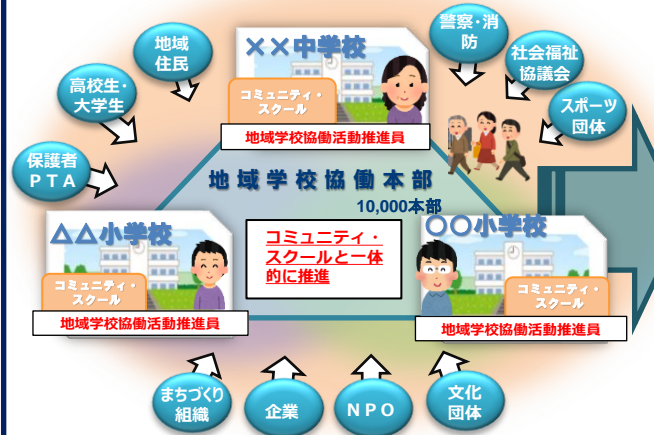 警察・消
防
地域
住民
××中学校
社会福祉
協議会
高校生・
大学生
コミュニティ・
スクール
スポーツ
団体
地域学校協働活動推進員
保護者
ＰＴＡ
地域学校協働本部
10,000本部
△△小学校
コミュニティ・
スクールと一体
的に推進
〇〇小学校
コミュニティ・
スクール
コミュニティ・
スクール
地域学校協働活動推進員
地域学校協働活動推進員
まちづくり
組織
企業
ＮＰＯ
文化
団体